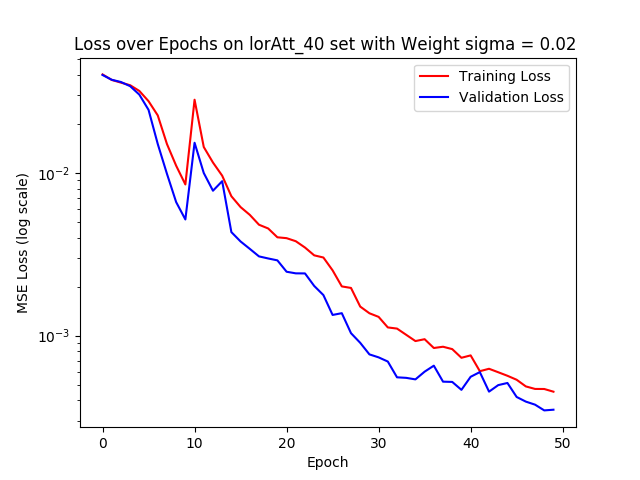 Loss over Epochs on lorAtt_40 set with Weight sigma = 0.02
Training Loss
Validation Loss
MSE Loss (log scale)
10⁻²
10⁻³
0 10 20 30 40 50
Epoch